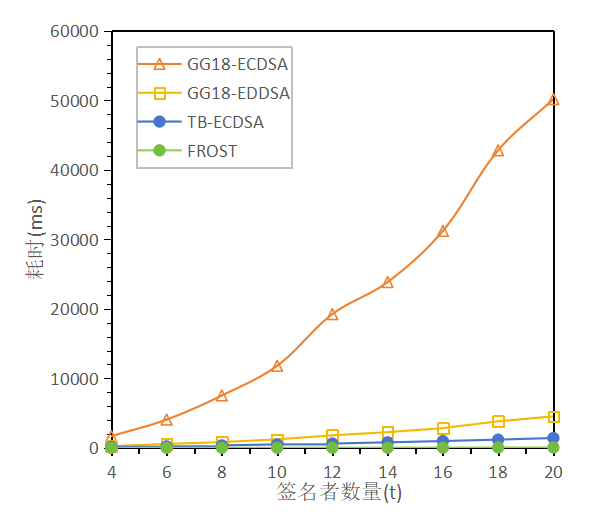 60000
50000
40000
30000
20000
10000
0
耗时(ms)
GG18-ECDSA
GG18-EDDSA
TB-ECDSA
FROST
4 6 8 10 12 14 16 18 20
签名者数量(t)